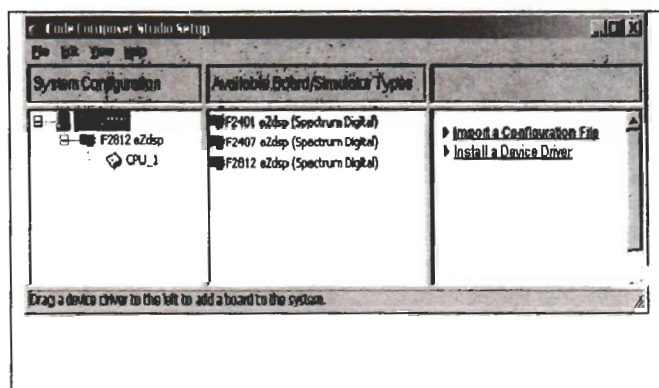 Code Composer Studio Setup
File Edit View Help
System Configuration
Available Board/Simulator Types
F2812 eZdsp
CPU_1
F2401 eZdsp (Spectrum Digital)
F2407 eZdsp (Spectrum Digital)
F2812 eZdsp (Spectrum Digital)
Import a Configuration File
Install a Device Driver
Drag a device driver to the left to add a board to the system.